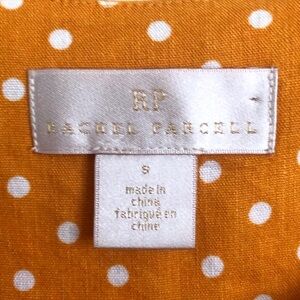 RP
RACHEL PARCELL
S
made in
china
fabriqué en
chine